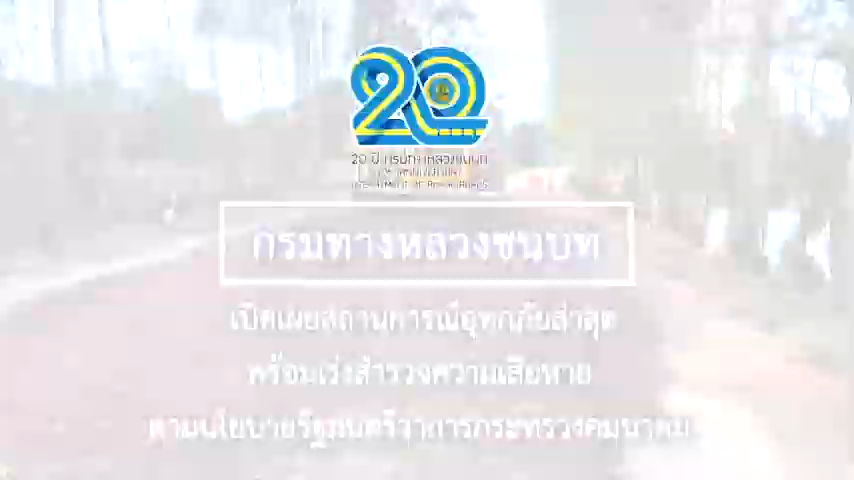 20
20 ปี กรมทางหลวงชนบท
กรมทางหลวงชนบท
เปิดเผยสถานการณ์อุทกภัยล่าสุด
พร้อมเร่งสำรวจความเสียหาย
ตามนโยบายรัฐมนตรีว่าการกระทรวงคมนาคม